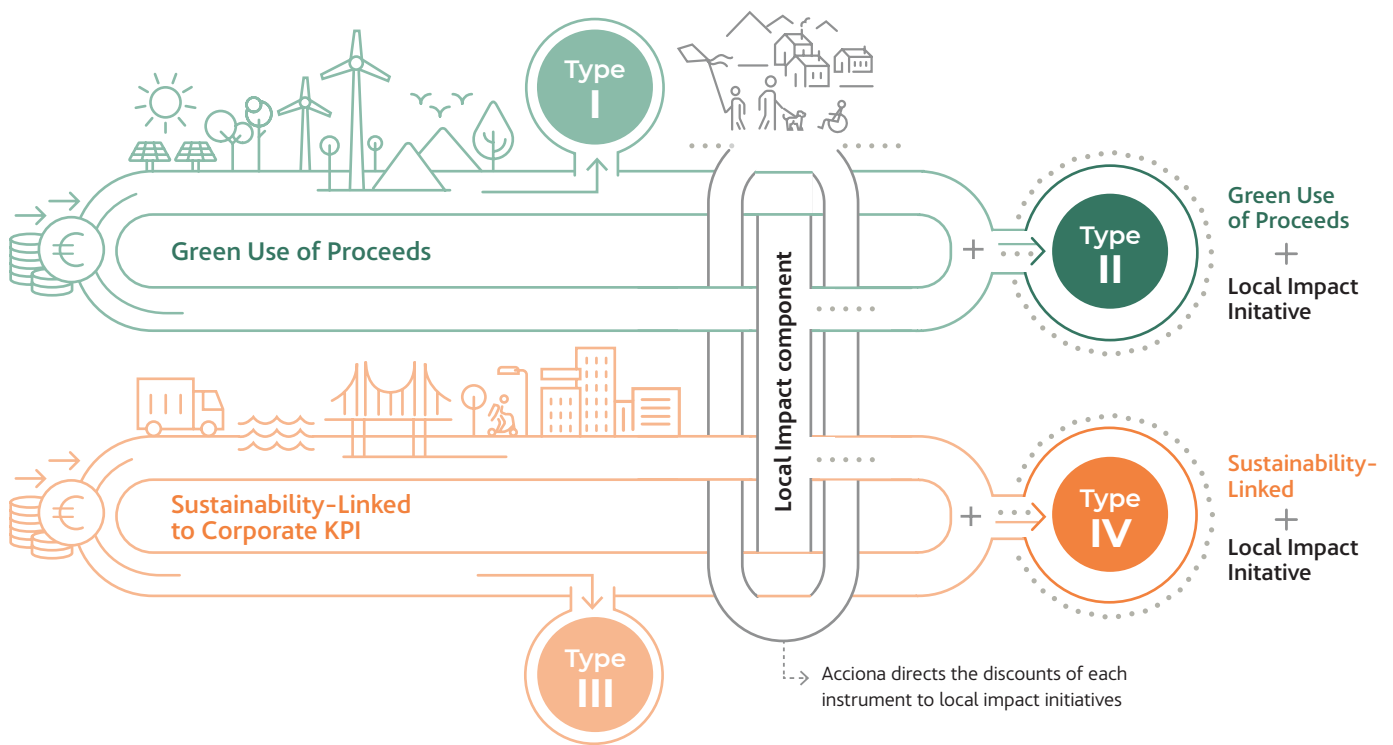 Type
I
Green Use of Proceeds
€
+
Type
II
Green Use
of Proceeds
+
Local Impact
Initative
Local Impact component
Sustainability-Linked
to Corporate KPI
€
+
Type
IV
Sustainability-
Linked
+
Local Impact
Initative
Type
III
Acciona directs the discounts of each
instrument to local impact initiatives